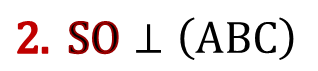 2. SO ⊥ (ABC)